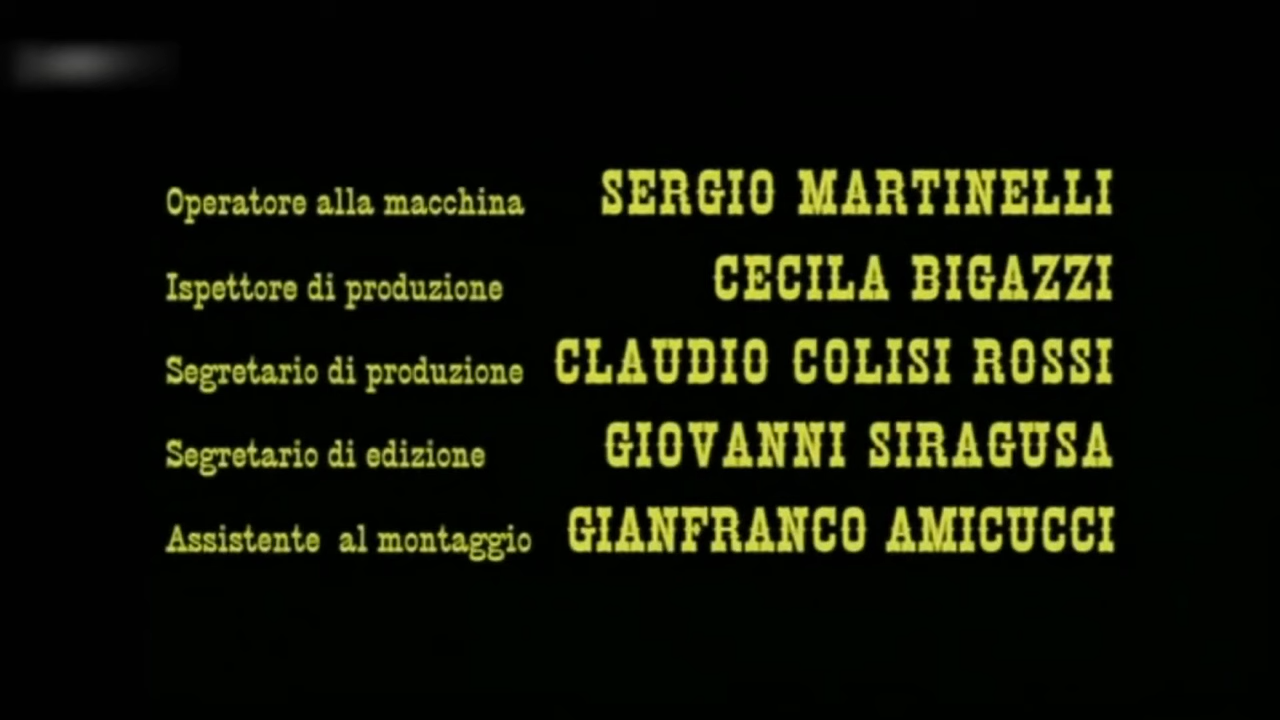 Operatore alla macchina SERGIO MARTINELLI
Ispettore di produzione CECILA BIGAZZI
Segretario di produzione CLAUDIO COLISI ROSSI
Segretario di edizione GIOVANNI SIRAGUSA
Assistente al montaggio GIANFRANCO AMICUCCI